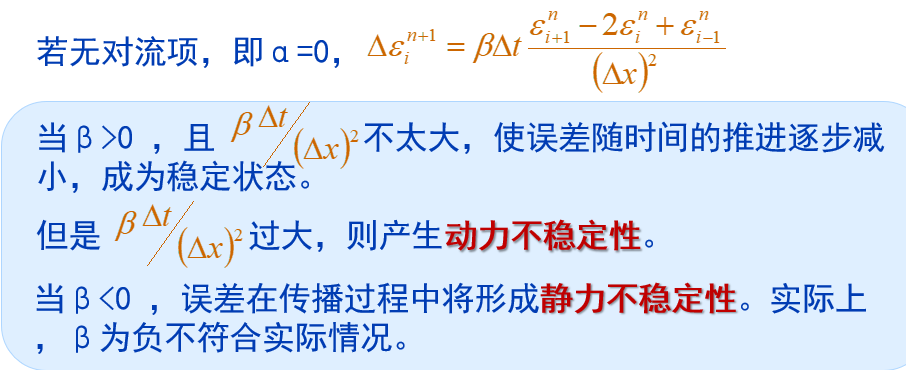 若无对流项，即α=0，$\Delta\varepsilon_i^{n+1} = \beta\Delta t \frac{\varepsilon_{i+1}^n - 2\varepsilon_i^n + \varepsilon_{i-1}^n}{(\Delta x)^2}$
当β>0 ，且 $\beta \Delta t / (\Delta x)^2$ 不太大，使误差随时间的推进逐步减
小，成为稳定状态。
但是 $\beta \Delta t / (\Delta x)^2$ 过大，则产生动力不稳定性。
当β<0 ，误差在传播过程中将形成静力不稳定性。实际上
，β为负不符合实际情况。